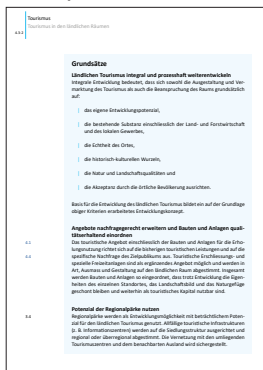 Tourismus
Tourismus in den ländlichen Räumen
4.3.2
Grundsätze
Ländlichen Tourismus integral und prozesshaft weiterentwickeln
Integrale Entwicklung bedeutet, dass sich sowohl die Ausgestaltung und Ver-
marktung des Tourismus als auch die Beanspruchung des Raums grundsätzlich
auf:
| das eigene Entwicklungspotenzial,
| die bestehende Substanz einschliesslich der Land- und Forstwirtschaft
und des lokalen Gewerbes,
| die Echtheit des Ortes,
| die historisch-kulturellen Wurzeln,
| die Natur und Landschaftsqualitäten und
| die Akzeptanz durch die örtliche Bevölkerung ausrichten.
Basis für die Entwicklung des ländlichen Tourismus bildet ein auf der Grundlage
obiger Kriterien erarbeitetes Entwicklungskonzept.
Angebote nachfragegerecht erweitern und Bauten und Anlagen quali-
tätserhaltend einordnen
4.1
Das touristische Angebot einschliesslich der Bauten und Anlagen für die Erho-
lungsnutzung richtet sich auf die bisherigen touristischen Leistungen und auf die
4.4
spezifische Nachfrage des Zielpublikums aus. Touristische Erschliessungs- und
spezielle Freizeitanlagen sind als ergänzendes Angebot möglich und werden in
Art, Ausmass und Gestaltung auf den ländlichen Raum abgestimmt. Insgesamt
werden Bauten und Anlagen so eingeordnet, dass trotz Entwicklung die Eigen-
heiten des einzelnen Standortes, das Landschaftsbild und das Naturgefüge
geschont bleiben und weiterhin als touristisches Kapital nutzbar sind.
Potenzial der Regionalpärke nutzen
3.4
Regionalpärke werden als Entwicklungsmöglichkeit mit beträchtlichem Poten-
zial für den ländlichen Tourismus genutzt. Allfällige touristische Infrastrukturen
(z. B. Informationszentren) werden auf die Siedlungsstruktur ausgerichtet und
regional oder überregional abgestimmt. Die Vernetzung mit den umliegenden
Tourismuszentren und dem benachbarten Ausland wird sichergestellt.